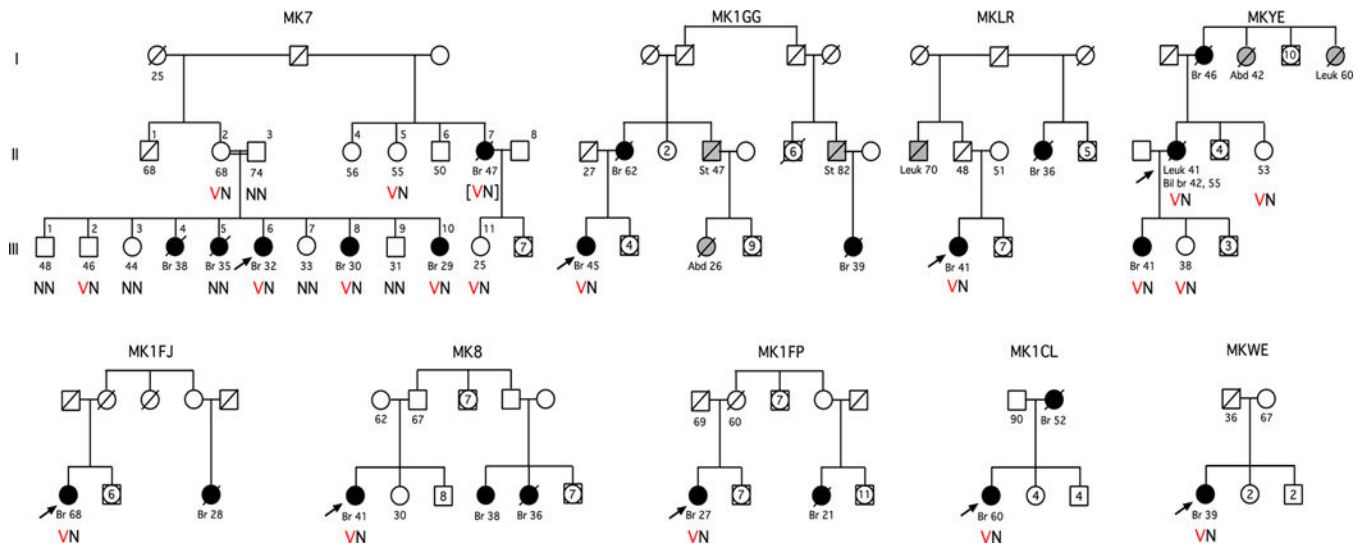 MK7 MK1GG MKLR MKYE
I
25 Br 46 Abd 42 10 Leuk 60
II
1 2 3 4 5 6 7 8
68 68 74 56 55 50 Br 47
VN NN VN [VN]
27 Br 62 2 St 47 6 St 82
Leuk 70 48 51 Br 36 5
Leuk 41 4 53
Bil br 42, 55
VN VN
III
1 2 3 4 5 6 7 8 9 10 11
48 46 44 Br 38 Br 35 Br 32 33 Br 30 31 Br 29 25 7
NN VN NN NN VN NN VN NN VN VN
Br 45 4 Abd 26 9 Br 39
VN
Br 41 7
VN
Br 41 38 3
VN VN
MK1FJ MK8 MK1FP MK1CL MKWE
62 67 7
69 60 7
90 Br 52
36 67
Br 68 6 Br 28
VN
Br 41 30 8 Br 38 Br 36 7
VN
Br 27 7 Br 21 11
VN
Br 60 4 4
VN
Br 39 2 2
VN